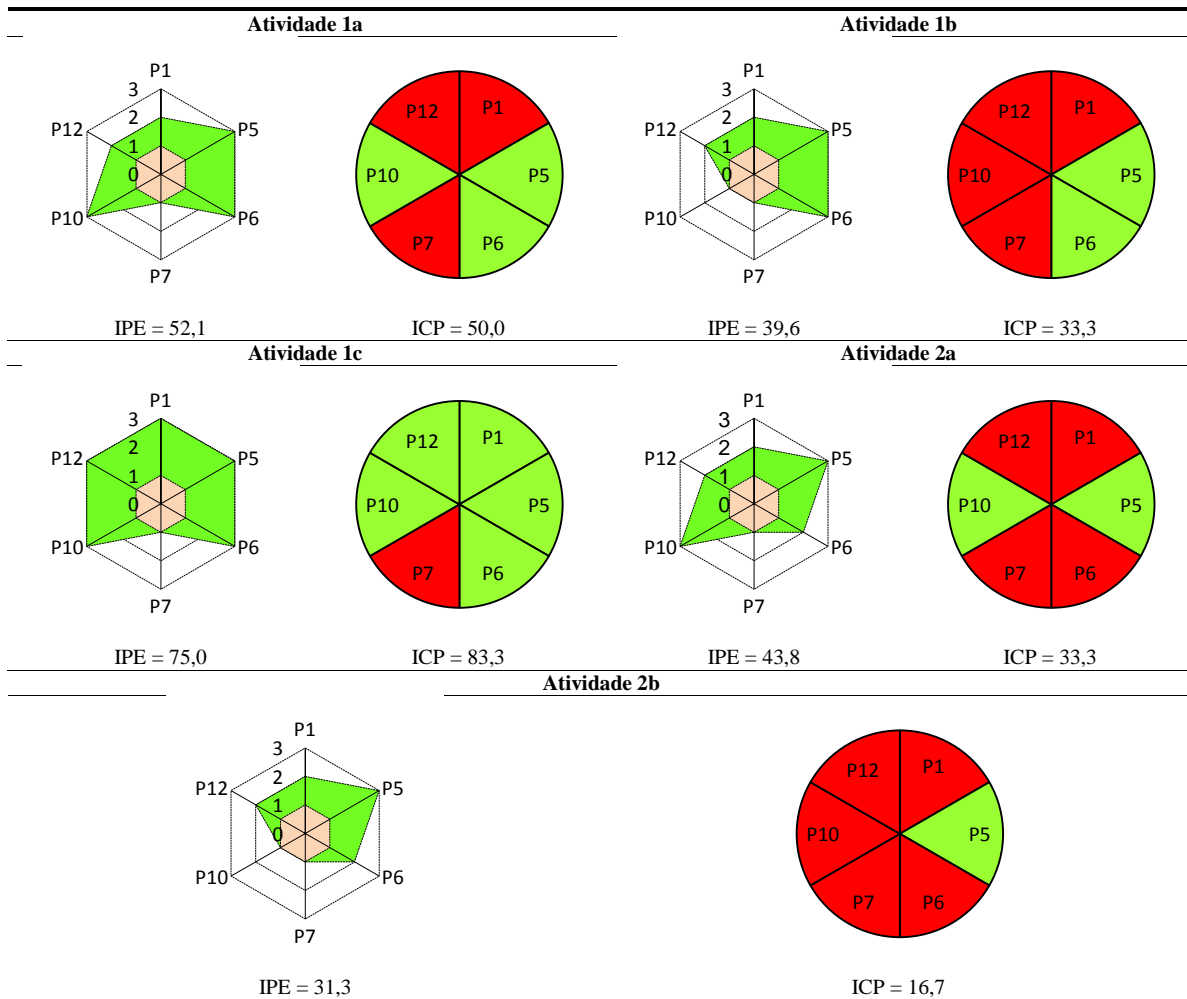 Atividade 1a
Atividade 1b
P1
3
2
1
0
P5
P6
P7
P10
P12
P12
P1
P10
P5
P7
P6
P1
3
2
1
0
P5
P6
P7
P10
P12
P12
P1
P10
P5
P7
P6
IPE = 52,1
ICP = 50,0
IPE = 39,6
ICP = 33,3
Atividade 1c
Atividade 2a
P1
3
2
1
0
P5
P6
P7
P10
P12
P12
P1
P10
P5
P7
P6
P1
3
2
1
0
P5
P6
P7
P10
P12
P12
P1
P10
P5
P7
P6
IPE = 75,0
ICP = 83,3
IPE = 43,8
ICP = 33,3
Atividade 2b
P1
3
2
1
0
P5
P6
P7
P10
P12
P12
P1
P10
P5
P7
P6
IPE = 31,3
ICP = 16,7